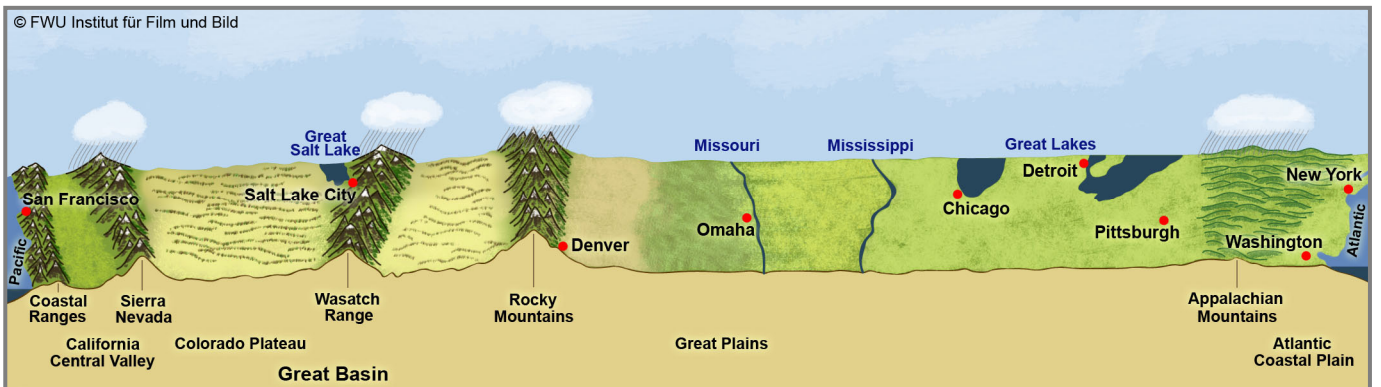 © FWU Institut für Film und Bild
Great
Salt Lake
Missouri
Mississippi
Great Lakes
Detroit
New York
San Francisco
Salt Lake City
Chicago
Omaha
Pittsburgh
Washington
Denver
Pacific
Atlantic
Coastal
Ranges
Sierra
Nevada
Wasatch
Range
Rocky
Mountains
Appalachian
Mountains
California
Central Valley
Colorado Plateau
Great Plains
Atlantic
Coastal Plain
Great Basin